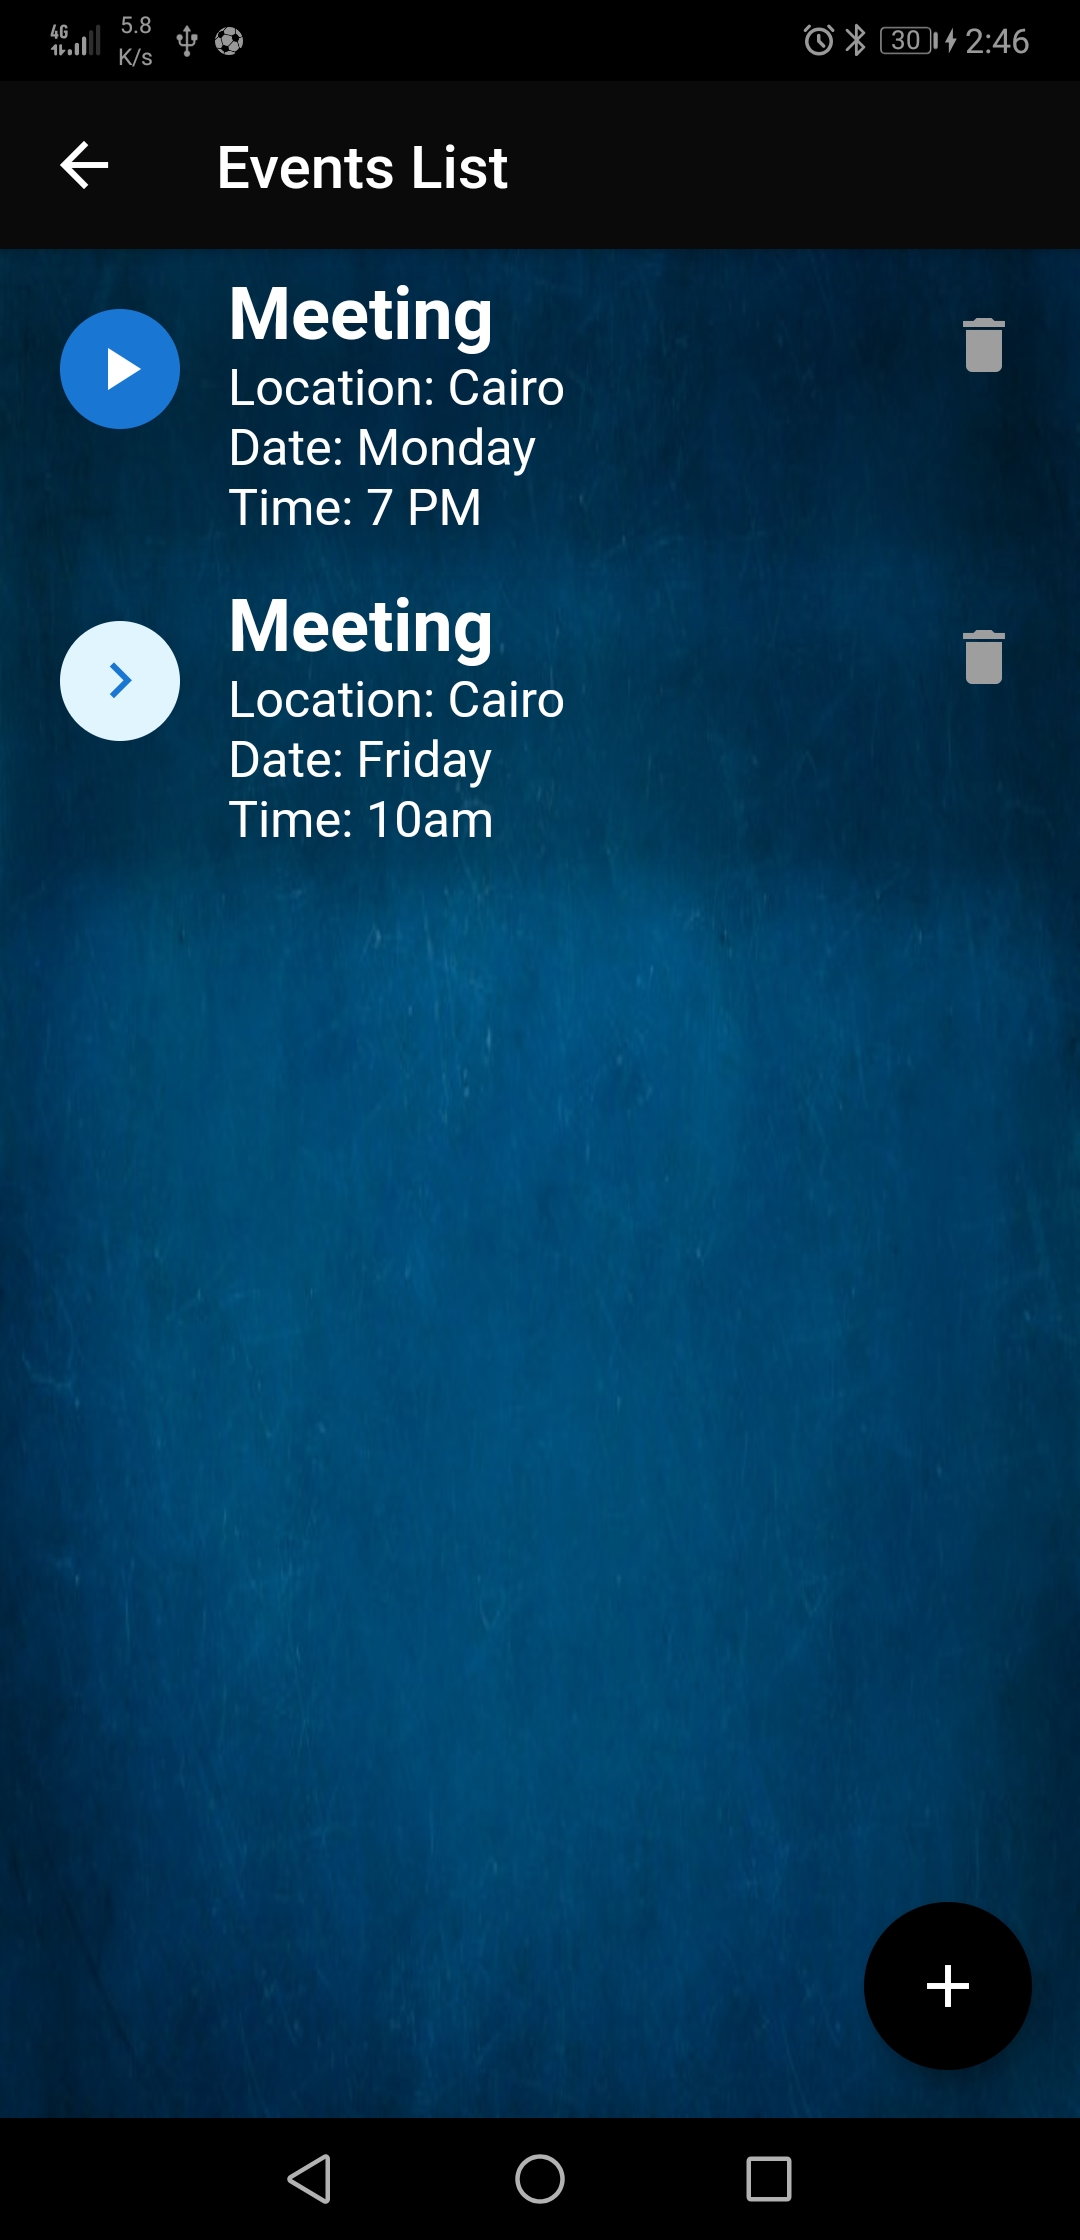 4G 5.8 K/s 30 2:46
Events List
Meeting
Location: Cairo
Date: Monday
Time: 7 PM
Meeting
Location: Cairo
Date: Friday
Time: 10am